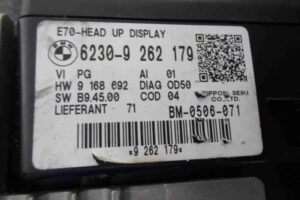 E70-HEAD UP DISPLAY
6230-9 262 179
VI PG AI 01
HW 9 168 692 DIAG OD50
SW B9.45.00 COD 04
NIPPON SEIKI
CO.,LTD.
LIEFERANT 71 BM-0506-071
*9 262 179*